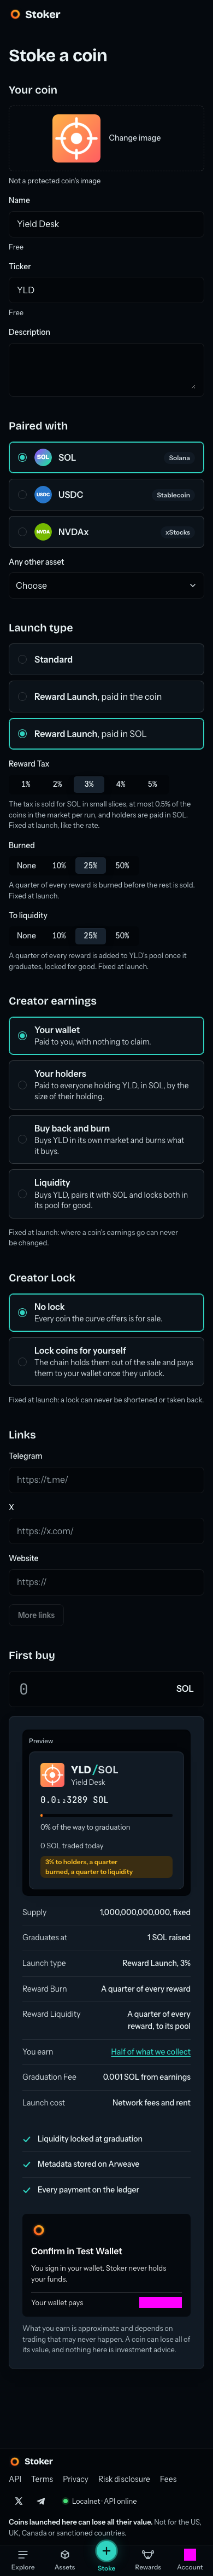 Stoker
Stoke a coin
Your coin
Change image
Not a protected coin's image
Name
Yield Desk
Free
Ticker
YLD
Free
Description
Paired with
SOL SOL Solana
USDC USDC Stablecoin
NVDA NVDAx xStocks
Any other asset
Choose
Launch type
Standard
Reward Launch, paid in the coin
Reward Launch, paid in SOL
Reward Tax
1% 2% 3% 4% 5%
The tax is sold for SOL in small slices, at most 0.5% of the
coins in the market per run, and holders are paid in SOL.
Fixed at launch, like the rate.
Burned
None 10% 25% 50%
A quarter of every reward is burned before the rest is sold.
Fixed at launch.
To liquidity
None 10% 25% 50%
A quarter of every reward is added to YLD's pool once it
graduates, locked for good. Fixed at launch.
Creator earnings
Your wallet
Paid to you, with nothing to claim.
Your holders
Paid to everyone holding YLD, in SOL, by the
size of their holding.
Buy back and burn
Buys YLD in its own market and burns what
it buys.
Liquidity
Buys YLD, pairs it with SOL and locks both in
its pool for good.
Fixed at launch: where a coin's earnings go can never
be changed.
Creator Lock
No lock
Every coin the curve offers is for sale.
Lock coins for yourself
The chain holds them out of the sale and pays
them to your wallet once they unlock.
Fixed at launch: a lock can never be shortened or taken back.
Links
Telegram
https://t.me/
X
https://x.com/
Website
https://
More links
First buy
0 SOL
Preview
YLD/SOL
Yield Desk
0.0₁₂3289 SOL
0% of the way to graduation
0 SOL traded today
3% to holders, a quarter
burned, a quarter to liquidity
Supply 1,000,000,000,000, fixed
Graduates at 1 SOL raised
Launch type Reward Launch, 3%
Reward Burn A quarter of every reward
Reward Liquidity A quarter of every
reward, to its pool
You earn Half of what we collect
Graduation Fee 0.001 SOL from earnings
Launch cost Network fees and rent
Liquidity locked at graduation
Metadata stored on Arweave
Every payment on the ledger
Confirm in Test Wallet
You sign in your wallet. Stoker never holds
your funds.
Your wallet pays
What you earn is approximate and depends on
trading that may never happen. A coin can lose all of
its value, and nothing here is investment advice.
Stoker
API Terms Privacy Risk disclosure Fees
Localnet · API online
Coins launched here can lose all their value. Not for the US,
UK, Canada or sanctioned countries.
Explore Assets Stoke Rewards Account